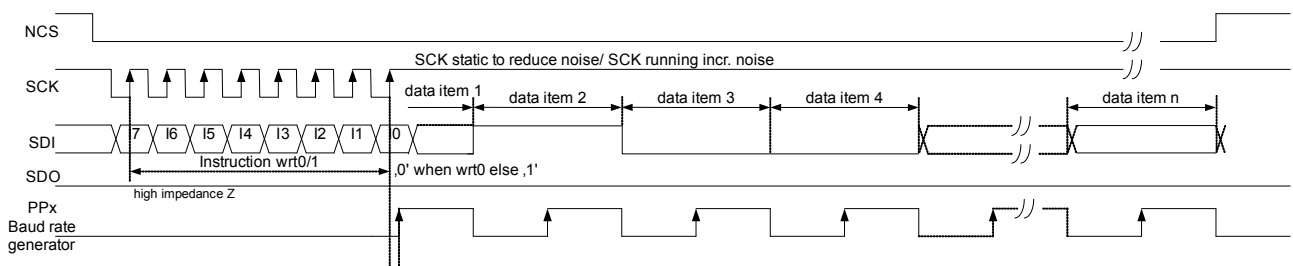 NCS
SCK static to reduce noise/ SCK running incr. noise
SCK
data item 1
data item 2
data item 3
data item 4
data item n
SDI
7 I6 I5 I4 I3 I2 I1 I0
Instruction wrt0/1
‚0' when wrt0 else ‚1'
SDO
high impedance Z
PPx
Baud rate
generator